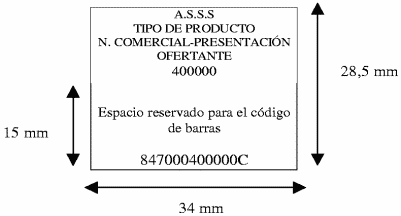 A.S.S.S
TIPO DE PRODUCTO
N. COMERCIAL-PRESENTACIÓN
OFERTANTE
400000
28,5 mm
Espacio reservado para el código
de barras
15 mm
847000400000C
34 mm